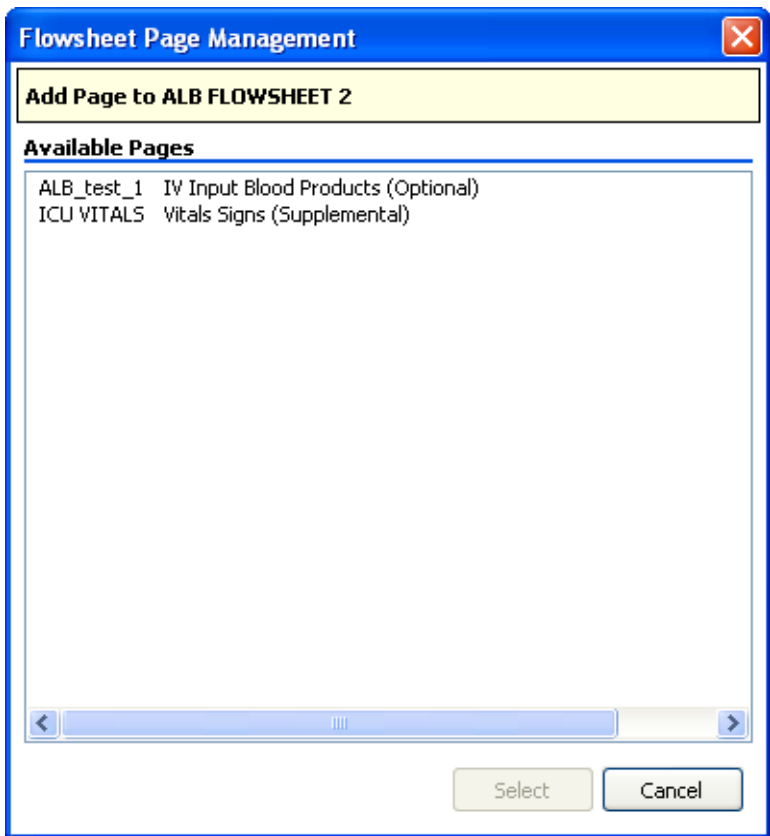 Flowsheet Page Management
Add Page to ALB FLOWSHEET 2
Available Pages
ALB_test_1 IV Input Blood Products (Optional)
ICU VITALS Vitals Signs (Supplemental)
Select Cancel